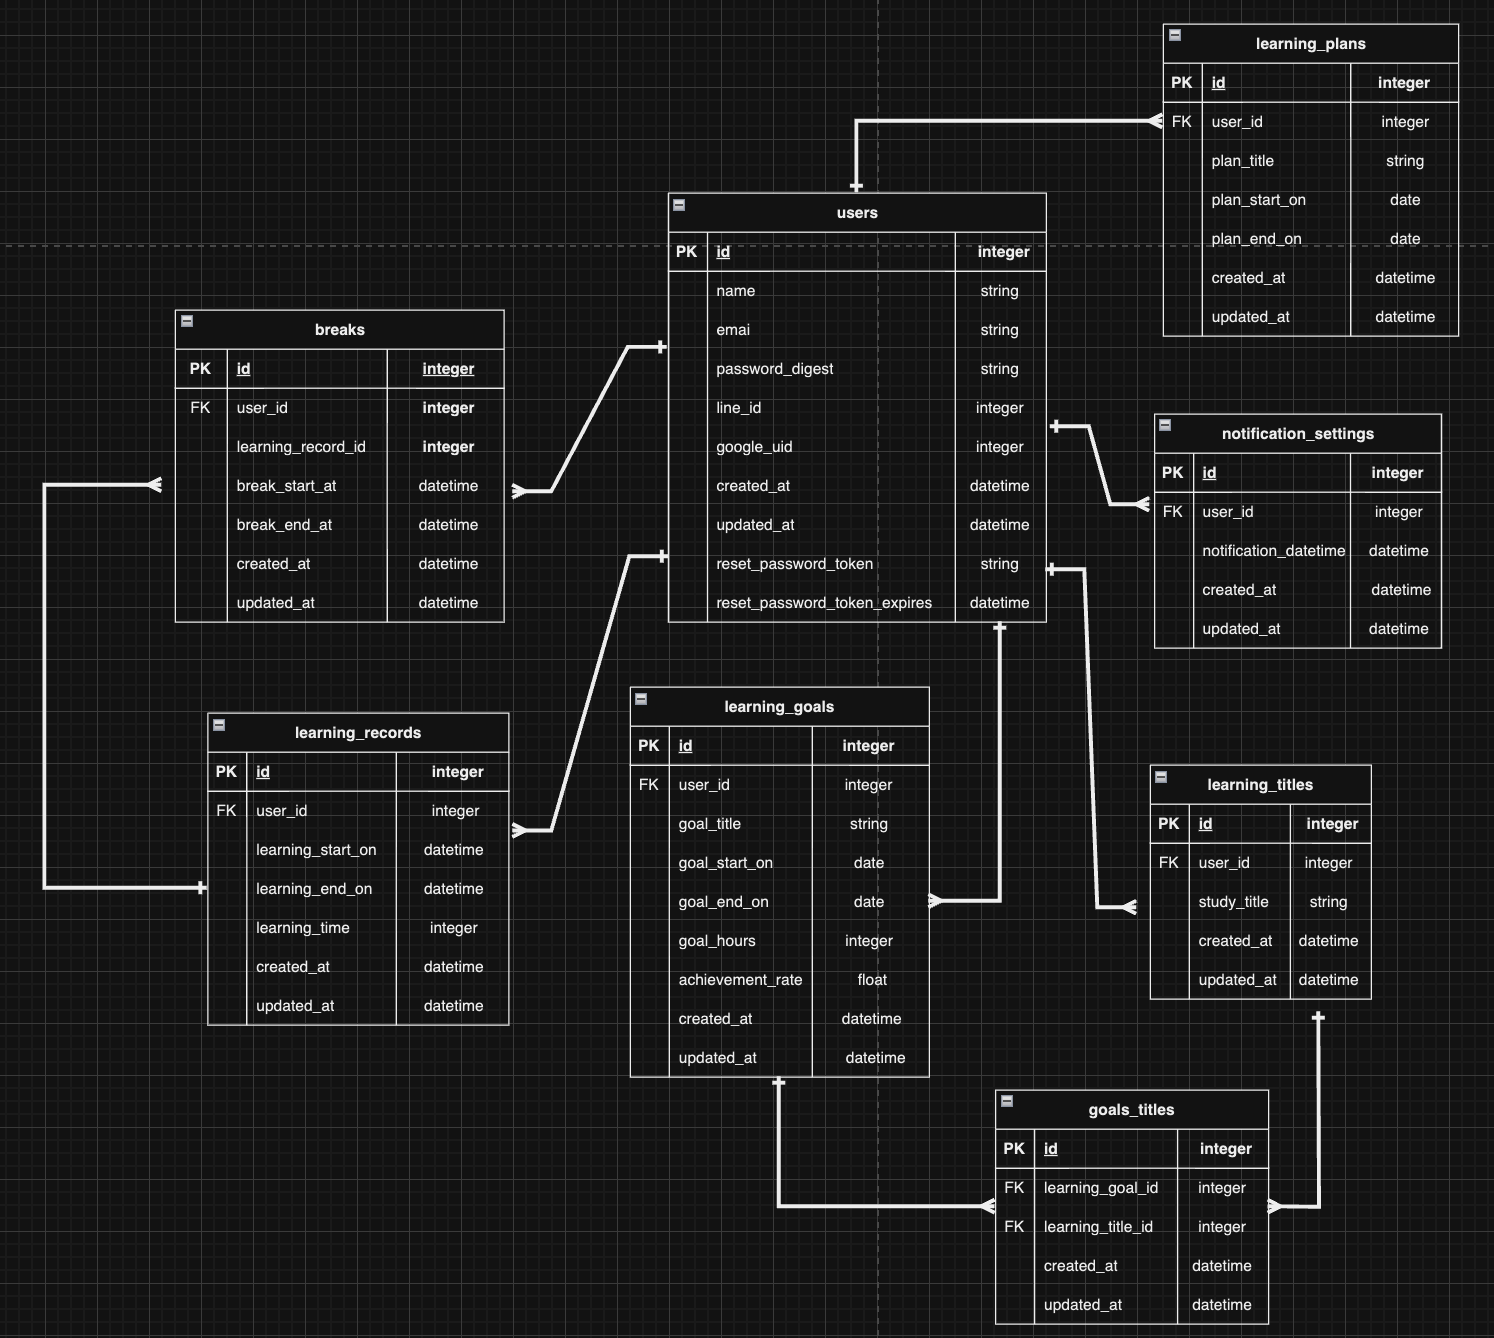 learning_plans
PK id integer
FK user_id integer
plan_title string
plan_start_on date
plan_end_on date
created_at datetime
updated_at datetime
users
PK id integer
name string
emai string
password_digest string
line_id integer
google_uid integer
created_at datetime
updated_at datetime
reset_password_token string
reset_password_token_expires datetime
breaks
PK id integer
FK user_id integer
learning_record_id integer
break_start_at datetime
break_end_at datetime
created_at datetime
updated_at datetime
notification_settings
PK id integer
FK user_id integer
notification_datetime datetime
created_at datetime
updated_at datetime
learning_records
PK id integer
FK user_id integer
learning_start_on datetime
learning_end_on datetime
learning_time integer
created_at datetime
updated_at datetime
learning_goals
PK id integer
FK user_id integer
goal_title string
goal_start_on date
goal_end_on date
goal_hours integer
achievement_rate float
created_at datetime
updated_at datetime
learning_titles
PK id integer
FK user_id integer
study_title string
created_at datetime
updated_at datetime
goals_titles
PK id integer
FK learning_goal_id integer
FK learning_title_id integer
created_at datetime
updated_at datetime